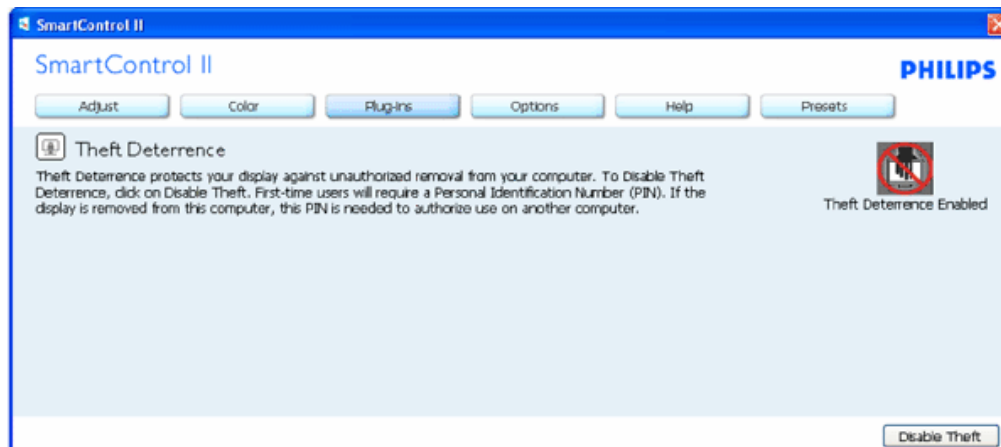 SmartControl II
SmartControl II
PHILIPS
Adjust Color Plug-Ins Options Help Presets
Theft Deterrence
Theft Deterrence protects your display against unauthorized removal from your computer. To Disable Theft
Deterrence, click on Disable Theft. First-time users will require a Personal Identification Number (PIN). If the
display is removed from this computer, this PIN is needed to authorize use on another computer.
Theft Deterrence Enabled
Disable Theft